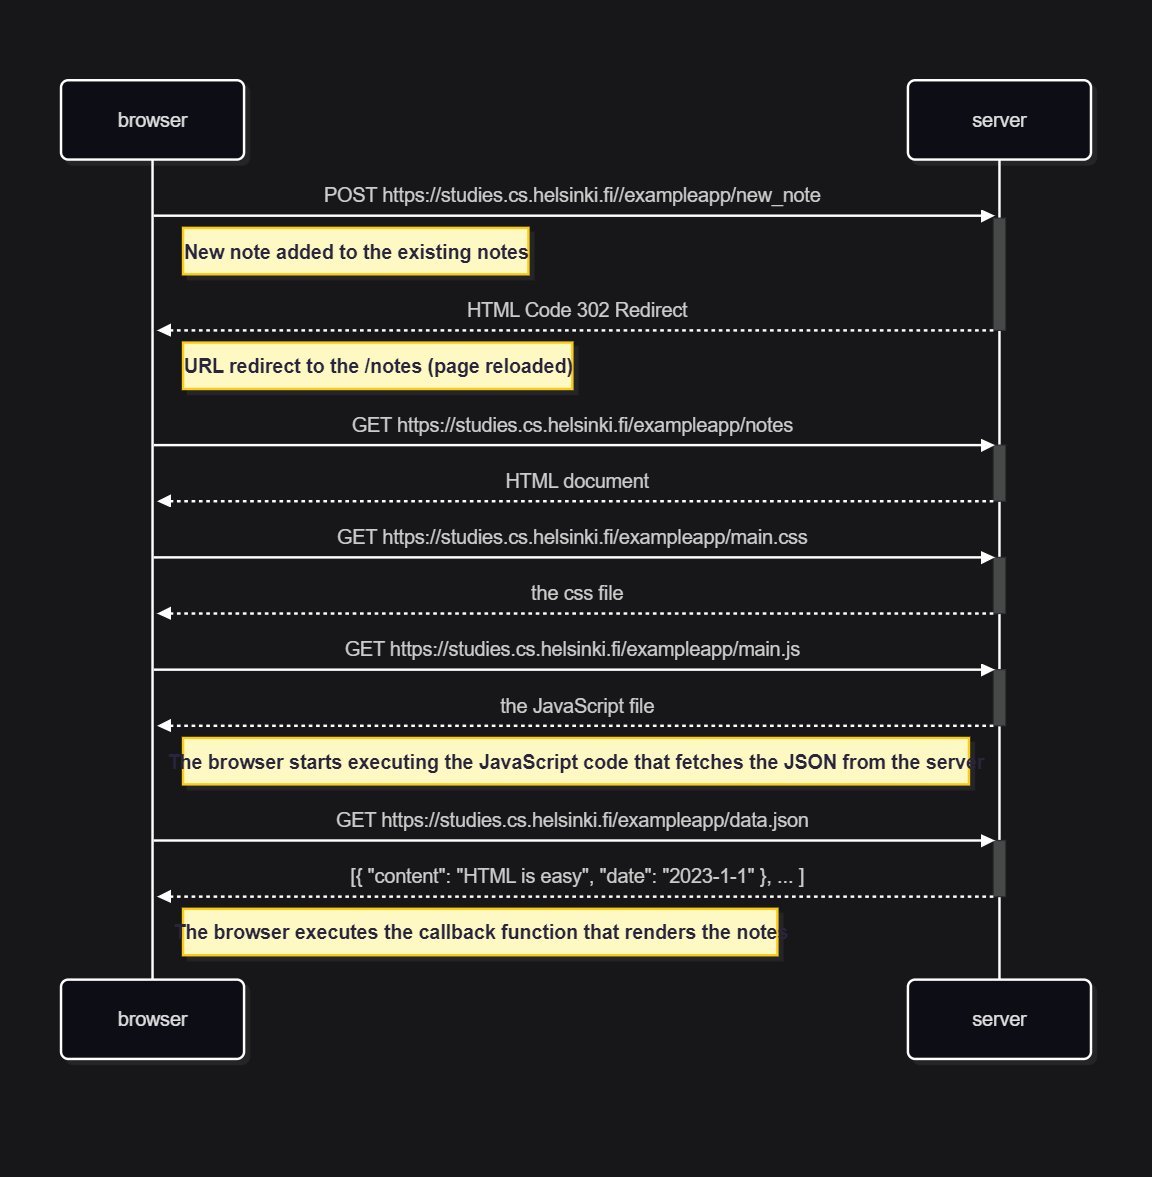 browser
server
POST https://studies.cs.helsinki.fi//exampleapp/new_note
New note added to the existing notes
HTML Code 302 Redirect
URL redirect to the /notes (page reloaded)
GET https://studies.cs.helsinki.fi/exampleapp/notes
HTML document
GET https://studies.cs.helsinki.fi/exampleapp/main.css
the css file
GET https://studies.cs.helsinki.fi/exampleapp/main.js
the JavaScript file
The browser starts executing the JavaScript code that fetches the JSON from the server
GET https://studies.cs.helsinki.fi/exampleapp/data.json
[{ "content": "HTML is easy", "date": "2023-1-1" }, ... ]
The browser executes the callback function that renders the notes
browser
server